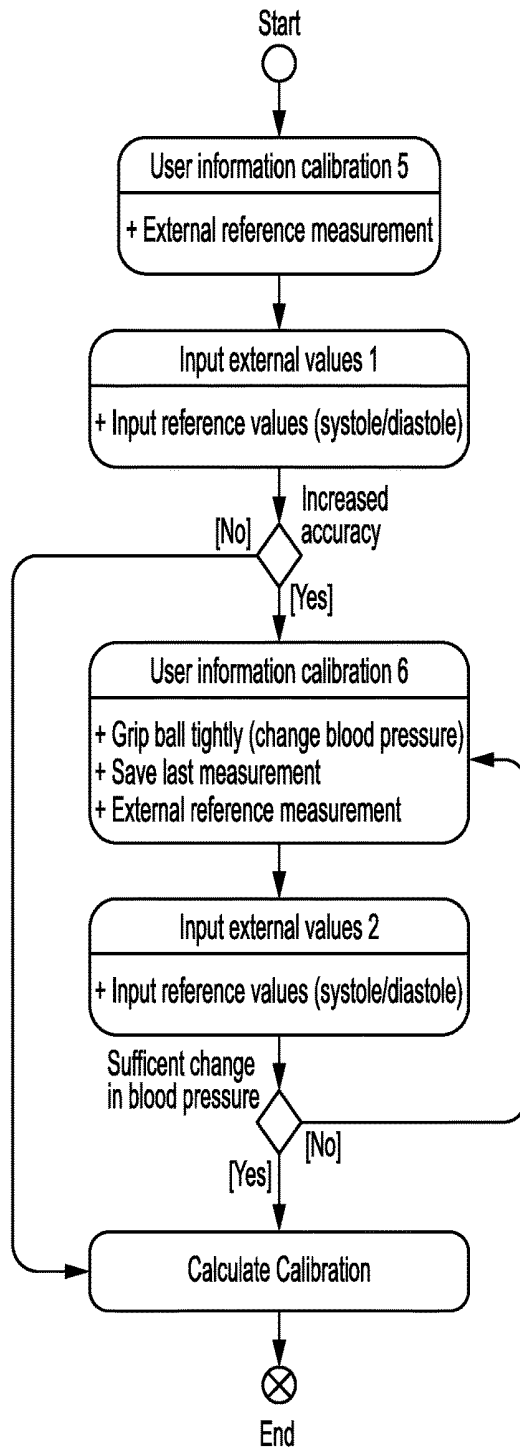 Start
User information calibration 5
+ External reference measurement
Input external values 1
+ Input reference values (systole/diastole)
Increased
accuracy
[No]
[Yes]
User information calibration 6
+ Grip ball tightly (change blood pressure)
+ Save last measurement
+ External reference measurement
Input external values 2
+ Input reference values (systole/diastole)
Sufficent change
in blood pressure
[No]
[Yes]
Calculate Calibration
End